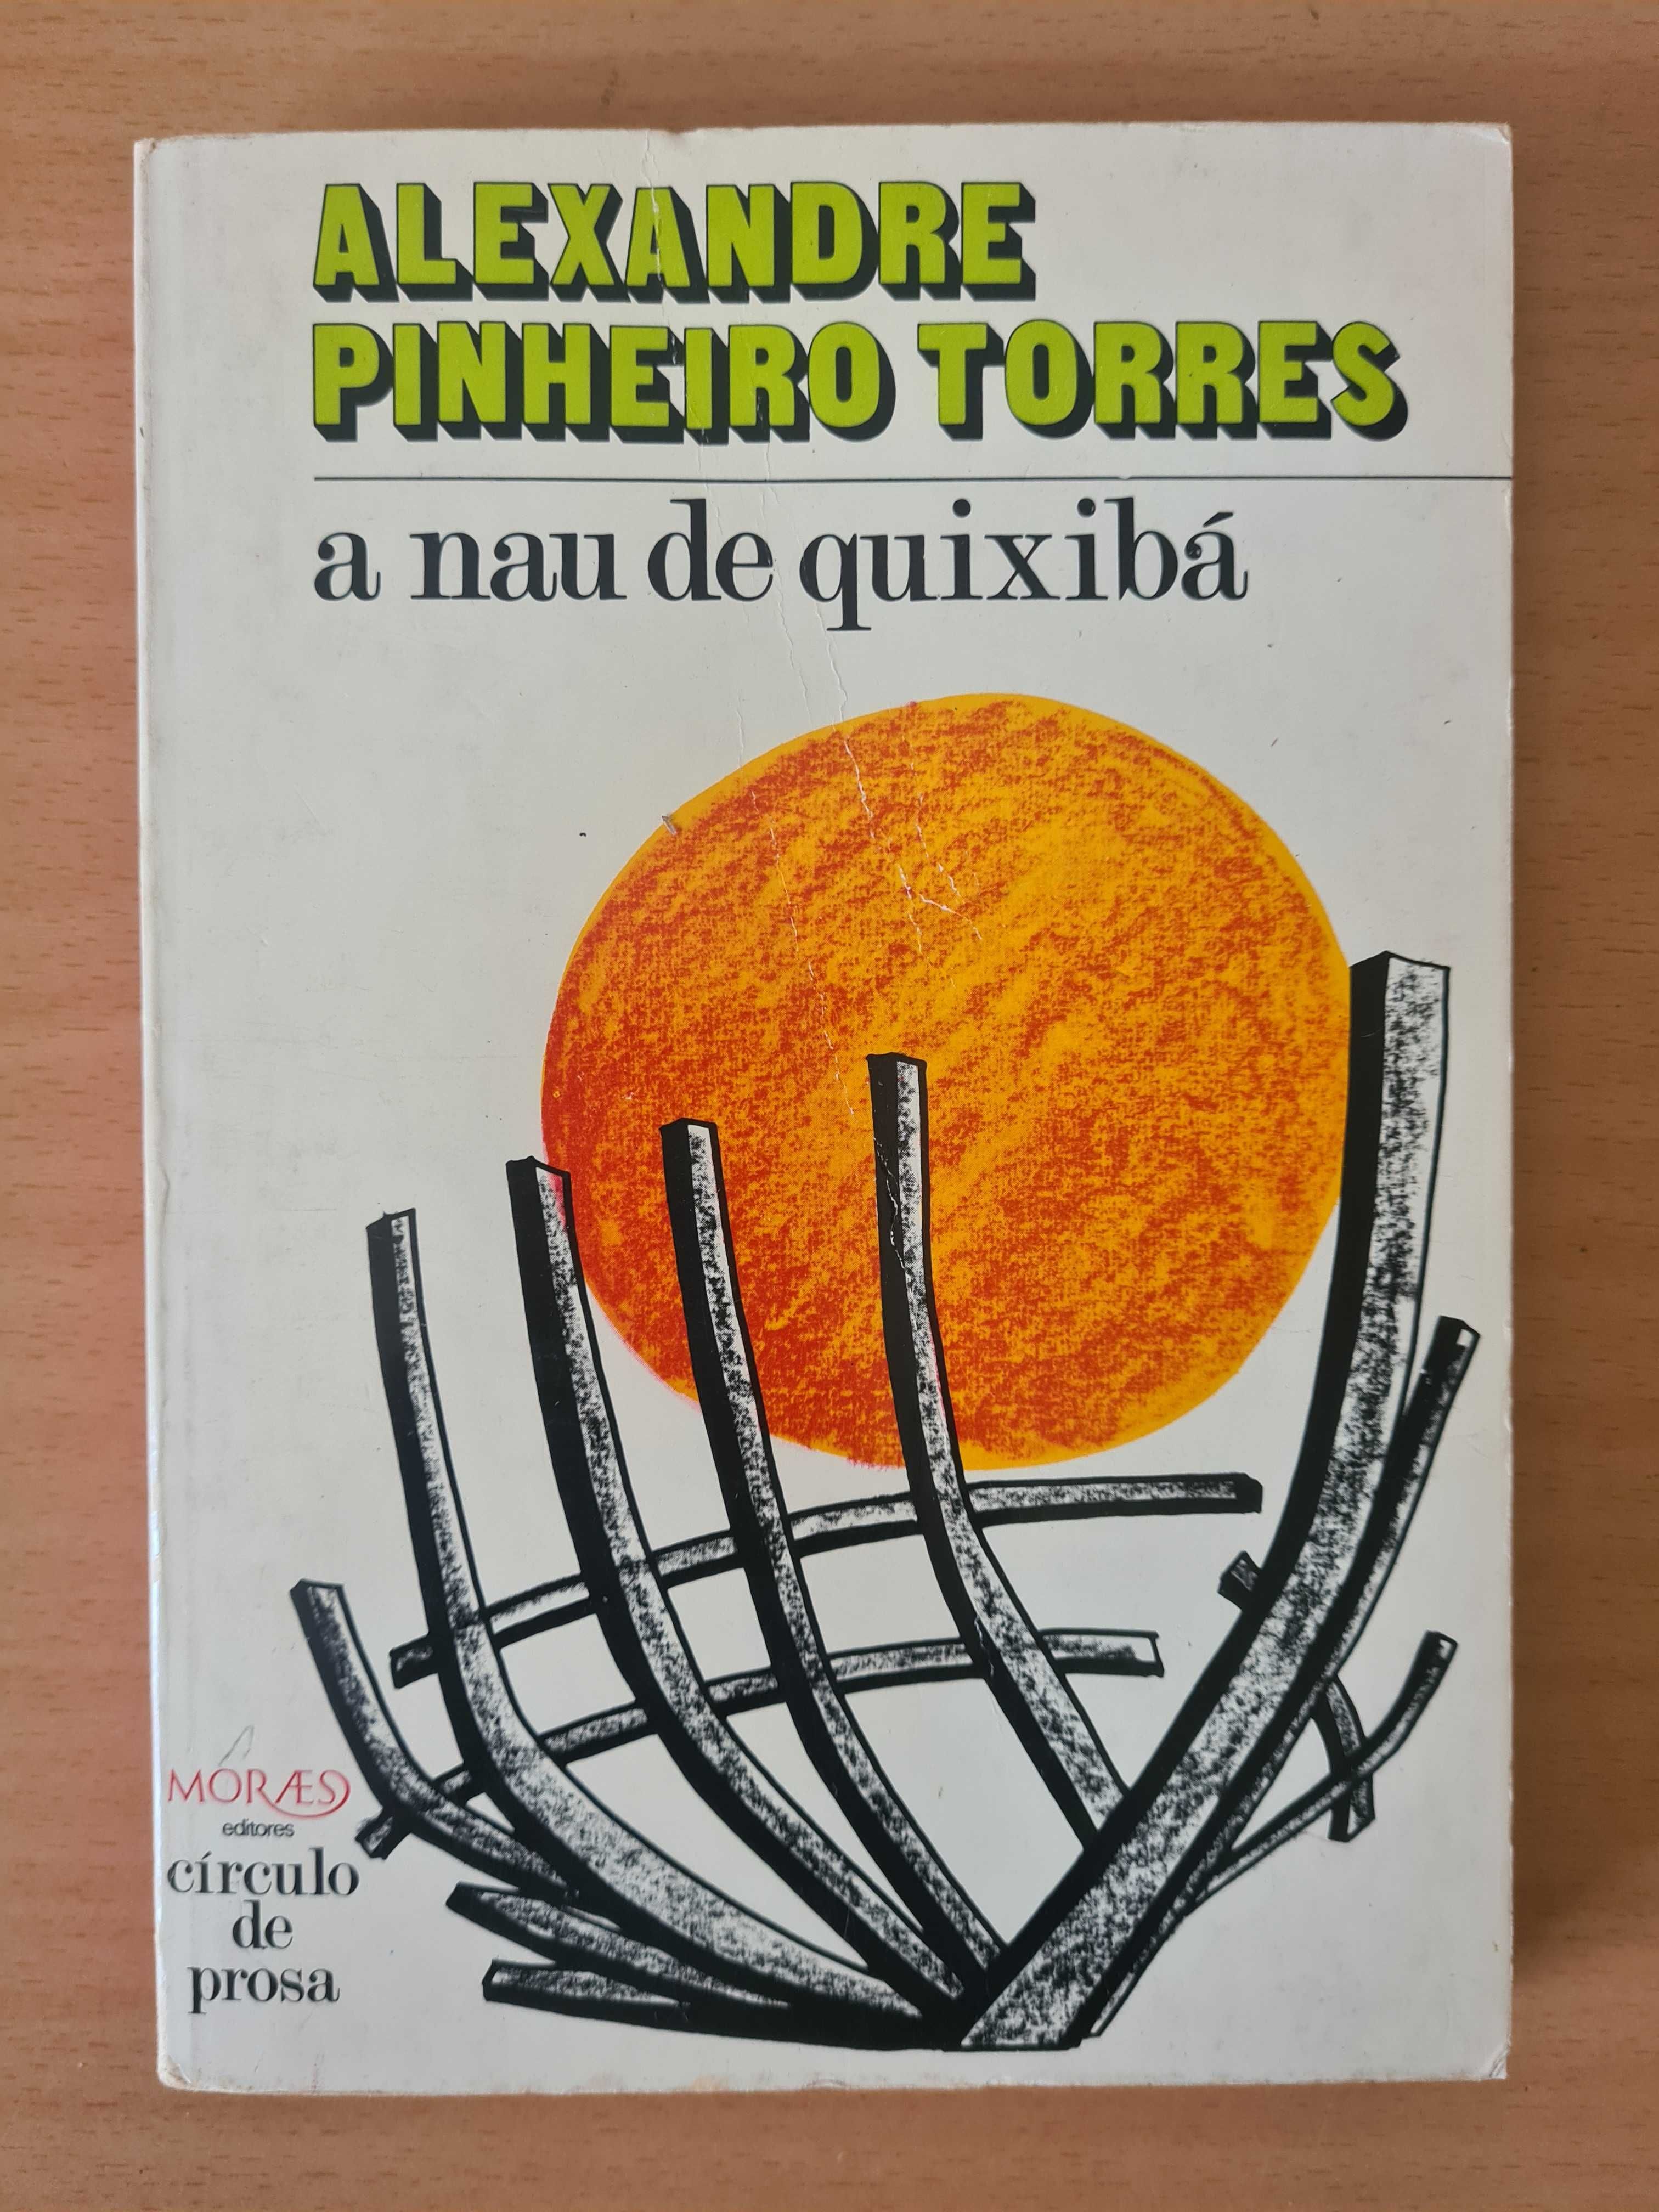 ALEXANDRE
PINHEIRO TORRES
a nau de quixibá
MORÆS
editores
círculo
de
prosa